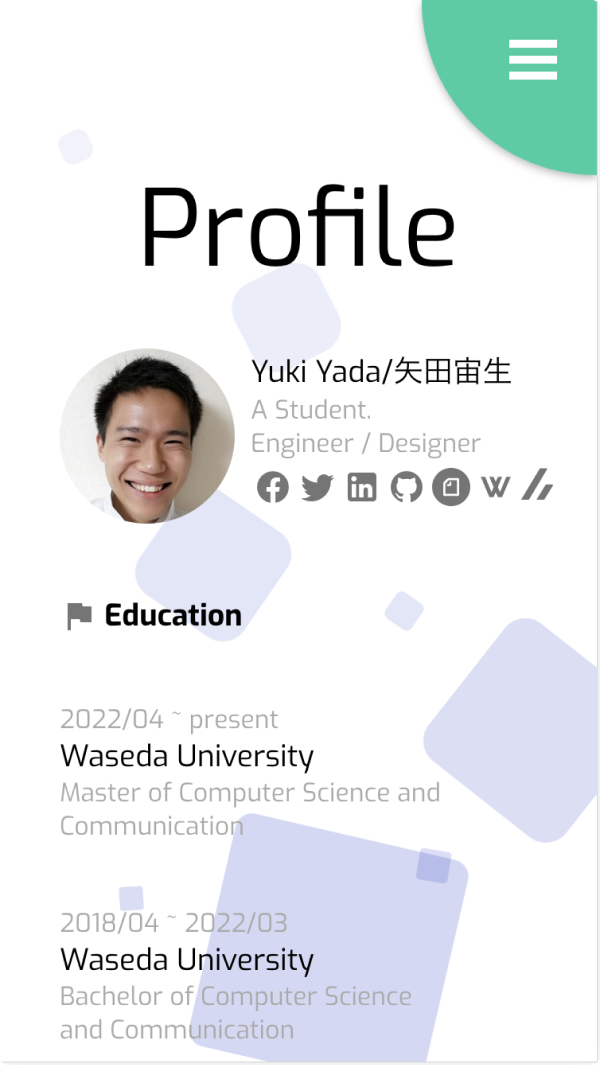 Profile
Yuki Yada/矢田宙生
A Student.
Engineer / Designer
Education
2022/04 ~ present
Waseda University
Master of Computer Science and
Communication
2018/04 ~ 2022/03
Waseda University
Bachelor of Computer Science
and Communication